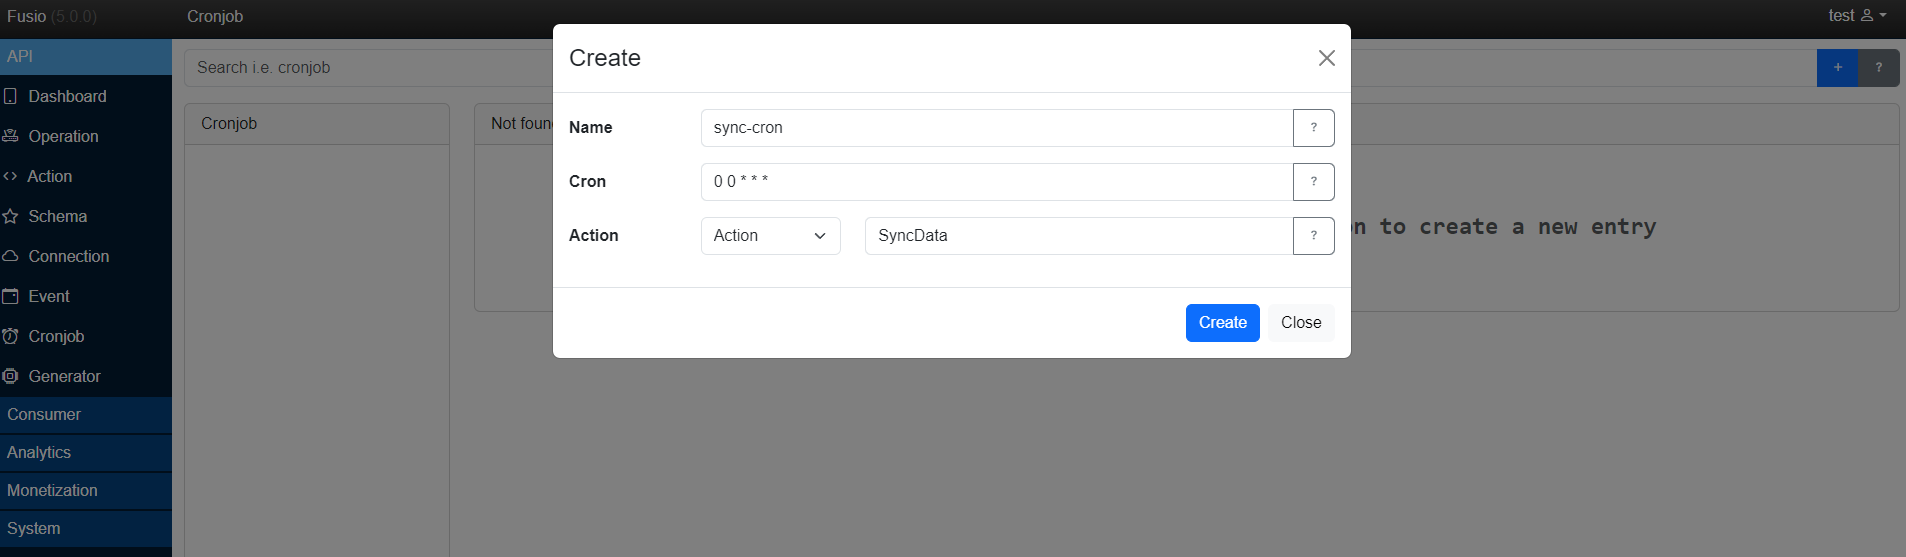 Fusio (5.0.0)
Cronjob
test
API
Dashboard
Operation
Action
Schema
Connection
Event
Cronjob
Generator
Consumer
Analytics
Monetization
System
Search i.e. cronjob
+
?
Cronjob
Not foun
on to create a new entry
Create
Name
sync-cron
?
Cron
0 0 * * *
?
Action
Action
SyncData
?
Create
Close